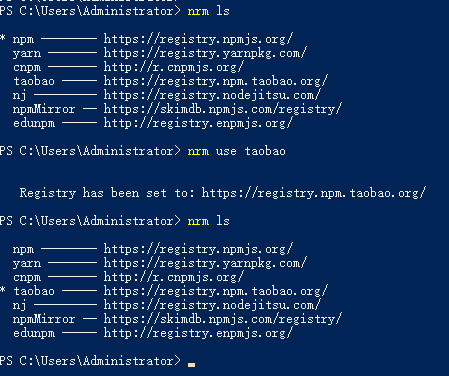 PS C:\Users\Administrator> nrm ls
* npm -------- https://registry.npmjs.org/
yarn ------- https://registry.yarnpkg.com/
cnpm ------- http://r.cnpmjs.org/
taobao ----- https://registry.npm.taobao.org/
nj --------- https://registry.nodejitsu.com/
npmMirror -- https://skimdb.npmjs.com/registry/
edunpm ----- http://registry.enpmjs.org/
PS C:\Users\Administrator> nrm use taobao
Registry has been set to: https://registry.npm.taobao.org/
PS C:\Users\Administrator> nrm ls
npm -------- https://registry.npmjs.org/
yarn ------- https://registry.yarnpkg.com/
cnpm ------- http://r.cnpmjs.org/
* taobao ----- https://registry.npm.taobao.org/
nj --------- https://registry.nodejitsu.com/
npmMirror -- https://skimdb.npmjs.com/registry/
edunpm ----- http://registry.enpmjs.org/
PS C:\Users\Administrator> _